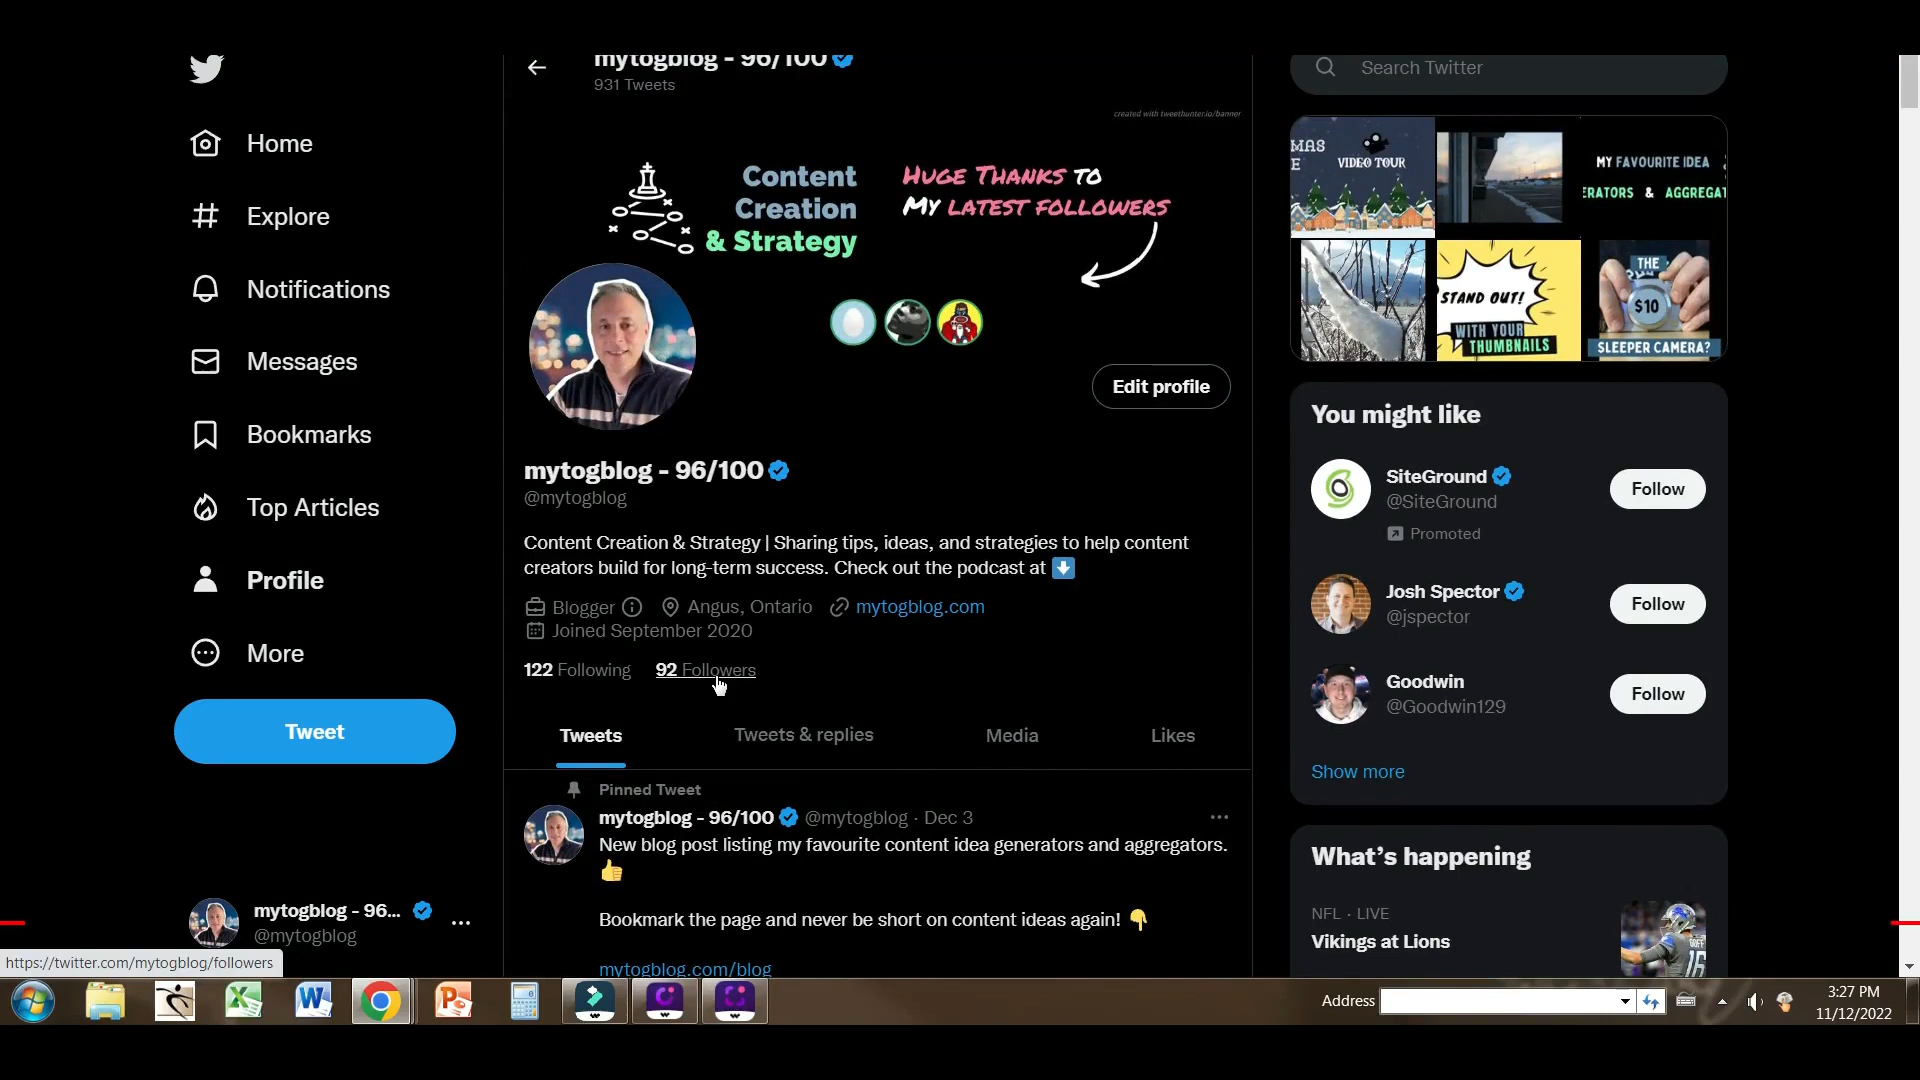 mytogblog - 96/100
931 Tweets
Search Twitter
created with tweethunter.io/banner
Home
Explore
Notifications
Messages
Bookmarks
Top Articles
Profile
More
Tweet
mytogblog - 96...
@mytogblog
Content
Creation
& Strategy
HUGE THANKS TO
MY LATEST FOLLOWERS
Edit profile
mytogblog - 96/100
@mytogblog
Content Creation & Strategy | Sharing tips, ideas, and strategies to help content
creators build for long-term success. Check out the podcast at ⬇️
Blogger Angus, Ontario mytogblog.com
Joined September 2020
122 Following 92 Followers
Tweets Tweets & replies Media Likes
Pinned Tweet
mytogblog - 96/100 @mytogblog · Dec 3
New blog post listing my favourite content idea generators and aggregators.
👍
Bookmark the page and never be short on content ideas again! 👇
mytogblog.com/blog
MAS
E
VIDEO TOUR
MY FAVOURITE IDEA
ERATORS & AGGREGAT
STAND OUT!
WITH YOUR
THUMBNAILS
THE
$10
SLEEPER CAMERA?
You might like
SiteGround
@SiteGround
Promoted
Follow
Josh Spector
@jspector
Follow
Goodwin
@Goodwin129
Follow
Show more
What's happening
NFL · LIVE
Vikings at Lions
GOFF
16
https://twitter.com/mytogblog/followers
Address
3:27 PM
11/12/2022